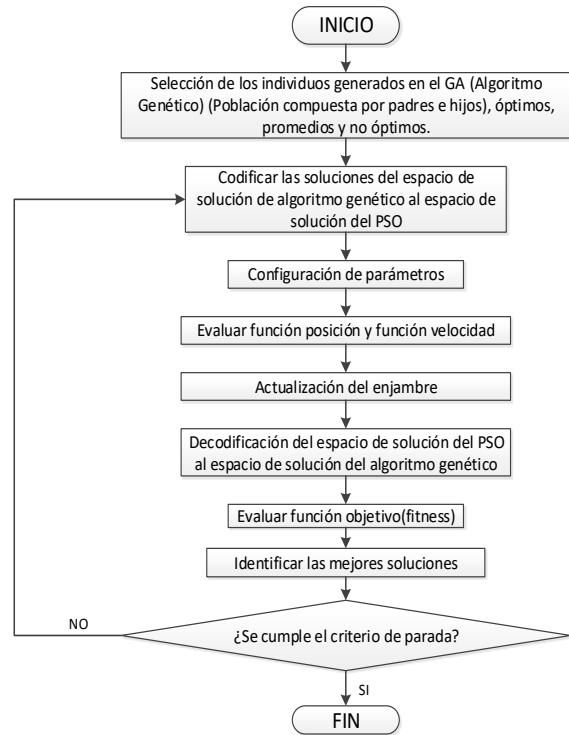 INICIO
Selección de los individuos generados en el GA (Algoritmo
Genético) (Población compuesta por padres e hijos), óptimos,
promedios y no óptimos.
Codificar las soluciones del espacio de
solución de algoritmo genético al espacio de
solución del PSO
Configuración de parámetros
Evaluar función posición y función velocidad
Actualización del enjambre
Decodificación del espacio de solución del PSO
al espacio de solución del algoritmo genético
Evaluar función objetivo(fitness)
Identificar las mejores soluciones
NO
¿Se cumple el criterio de parada?
SI
FIN